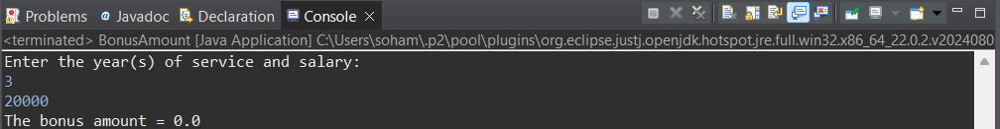 Problems Javadoc Declaration Console
<terminated> BonusAmount [Java Application] C:\Users\soham\.p2\pool\plugins\org.eclipse.justj.openjdk.hotspot.jre.full.win32.x86_64_22.0.2.v2024080
Enter the year(s) of service and salary:
3
20000
The bonus amount = 0.0